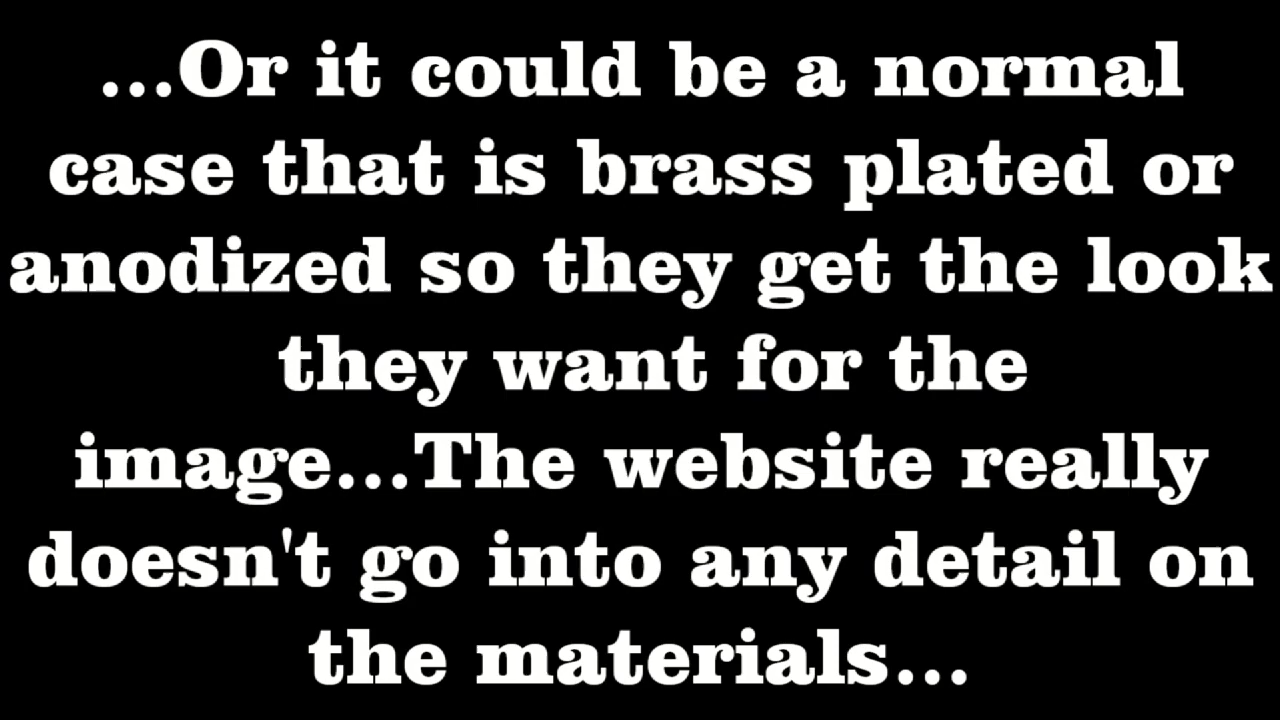 ...Or it could be a normal
case that is brass plated or
anodized so they get the look
they want for the
image...The website really
doesn't go into any detail on
the materials...